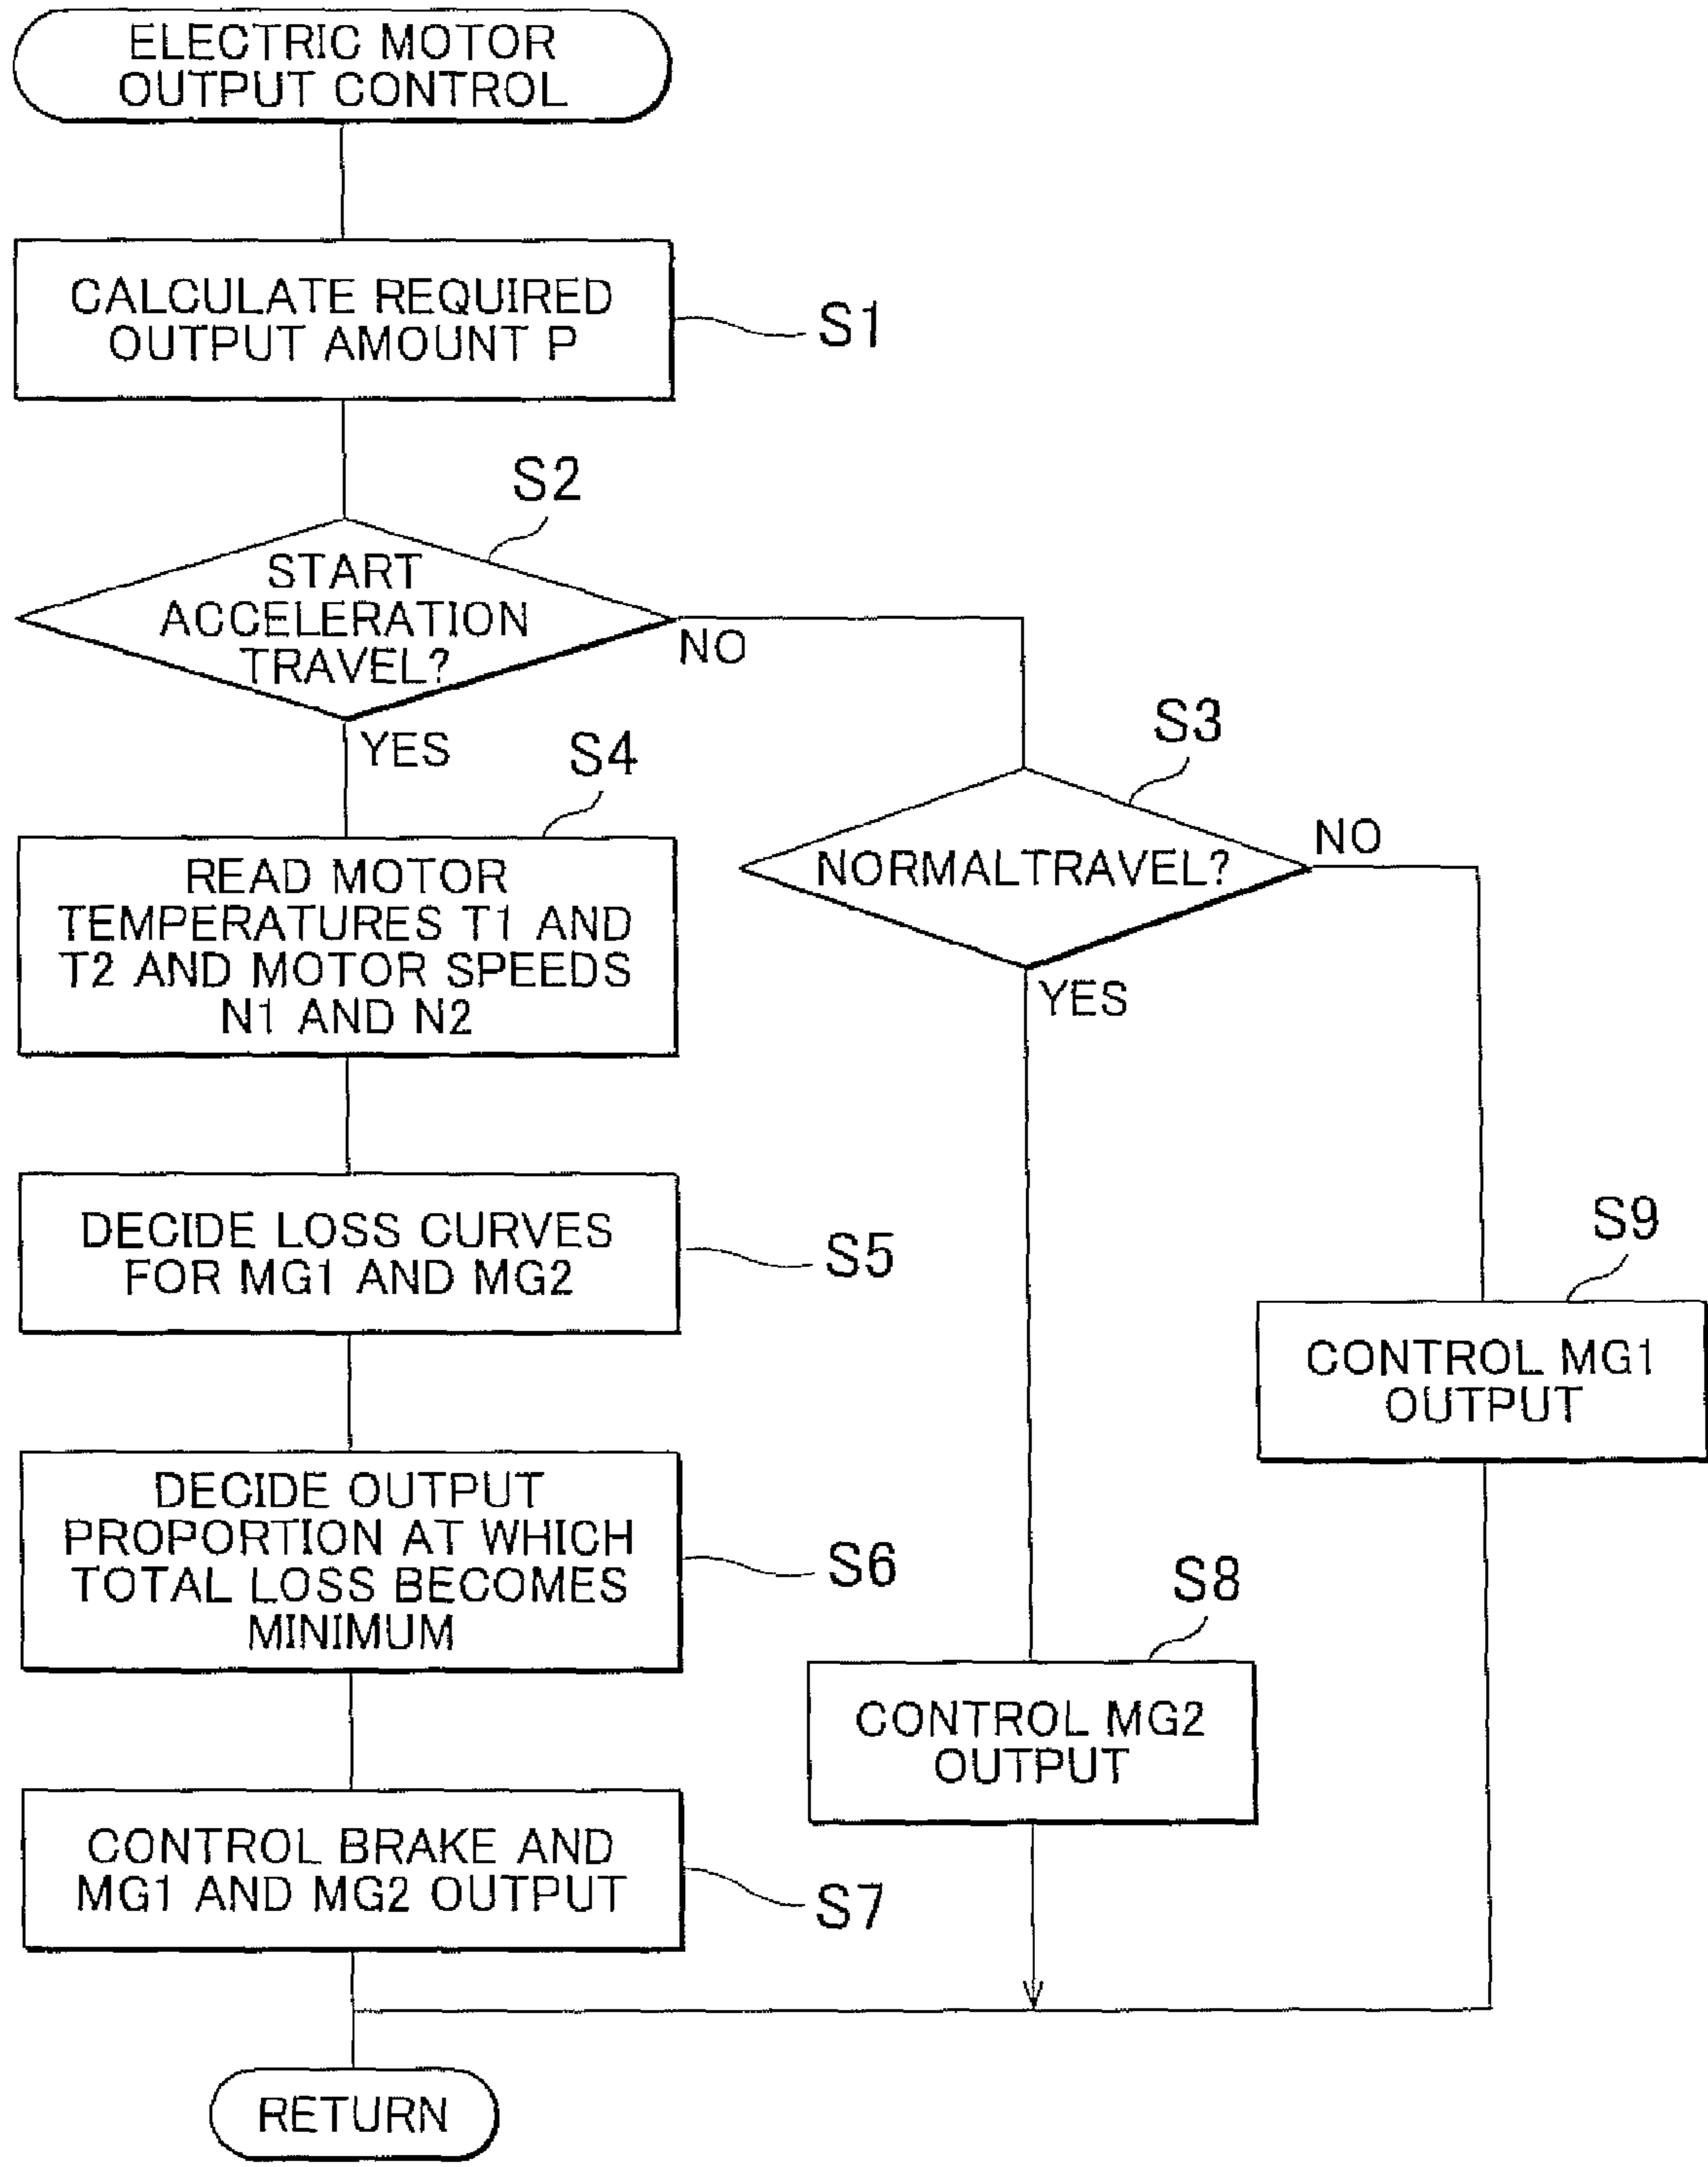 ELECTRIC MOTOR
OUTPUT CONTROL
CALCULATE REQUIRED
OUTPUT AMOUNT P
S1
S2
START
ACCELERATION
TRAVEL?
NO
YES
S3
NORMALTRAVEL?
NO
YES
S4
READ MOTOR
TEMPERATURES T1 AND
T2 AND MOTOR SPEEDS
N1 AND N2
DECIDE LOSS CURVES
FOR MG1 AND MG2
S5
DECIDE OUTPUT
PROPORTION AT WHICH
TOTAL LOSS BECOMES
MINIMUM
S6
CONTROL BRAKE AND
MG1 AND MG2 OUTPUT
S7
S8
CONTROL MG2
OUTPUT
S9
CONTROL MG1
OUTPUT
RETURN